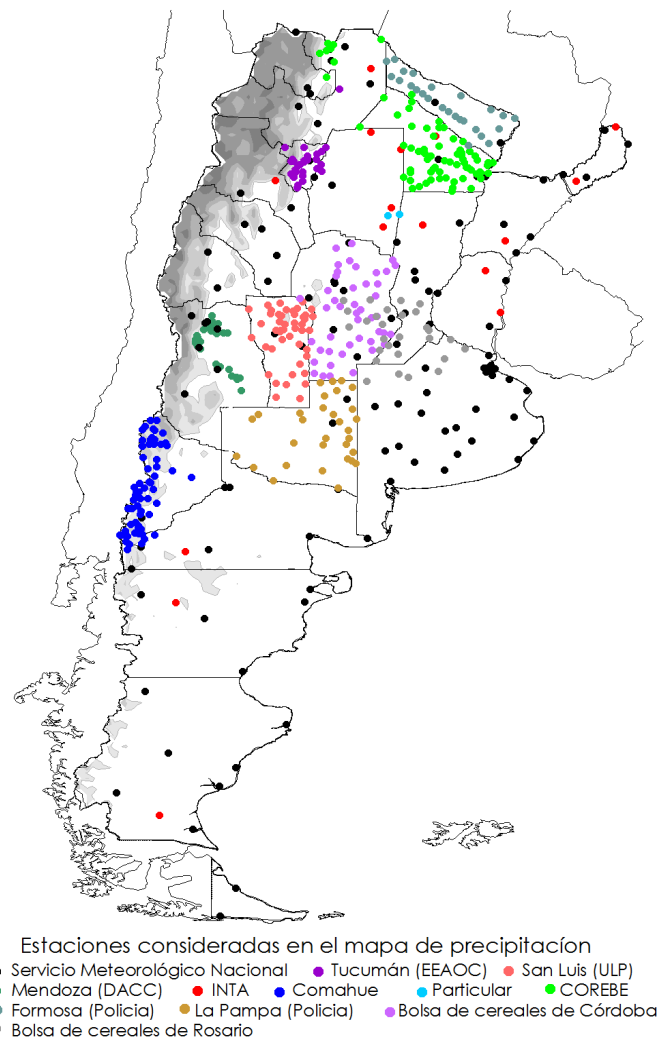 Estaciones consideradas en el mapa de precipitacíon
Servicio Meteorológico Nacional Tucumán (EEAOC) San Luis (ULP)
Mendoza (DACC) INTA Comahue Particular COREBE
Formosa (Policia) La Pampa (Policia) Bolsa de cereales de Córdoba
Bolsa de cereales de Rosario